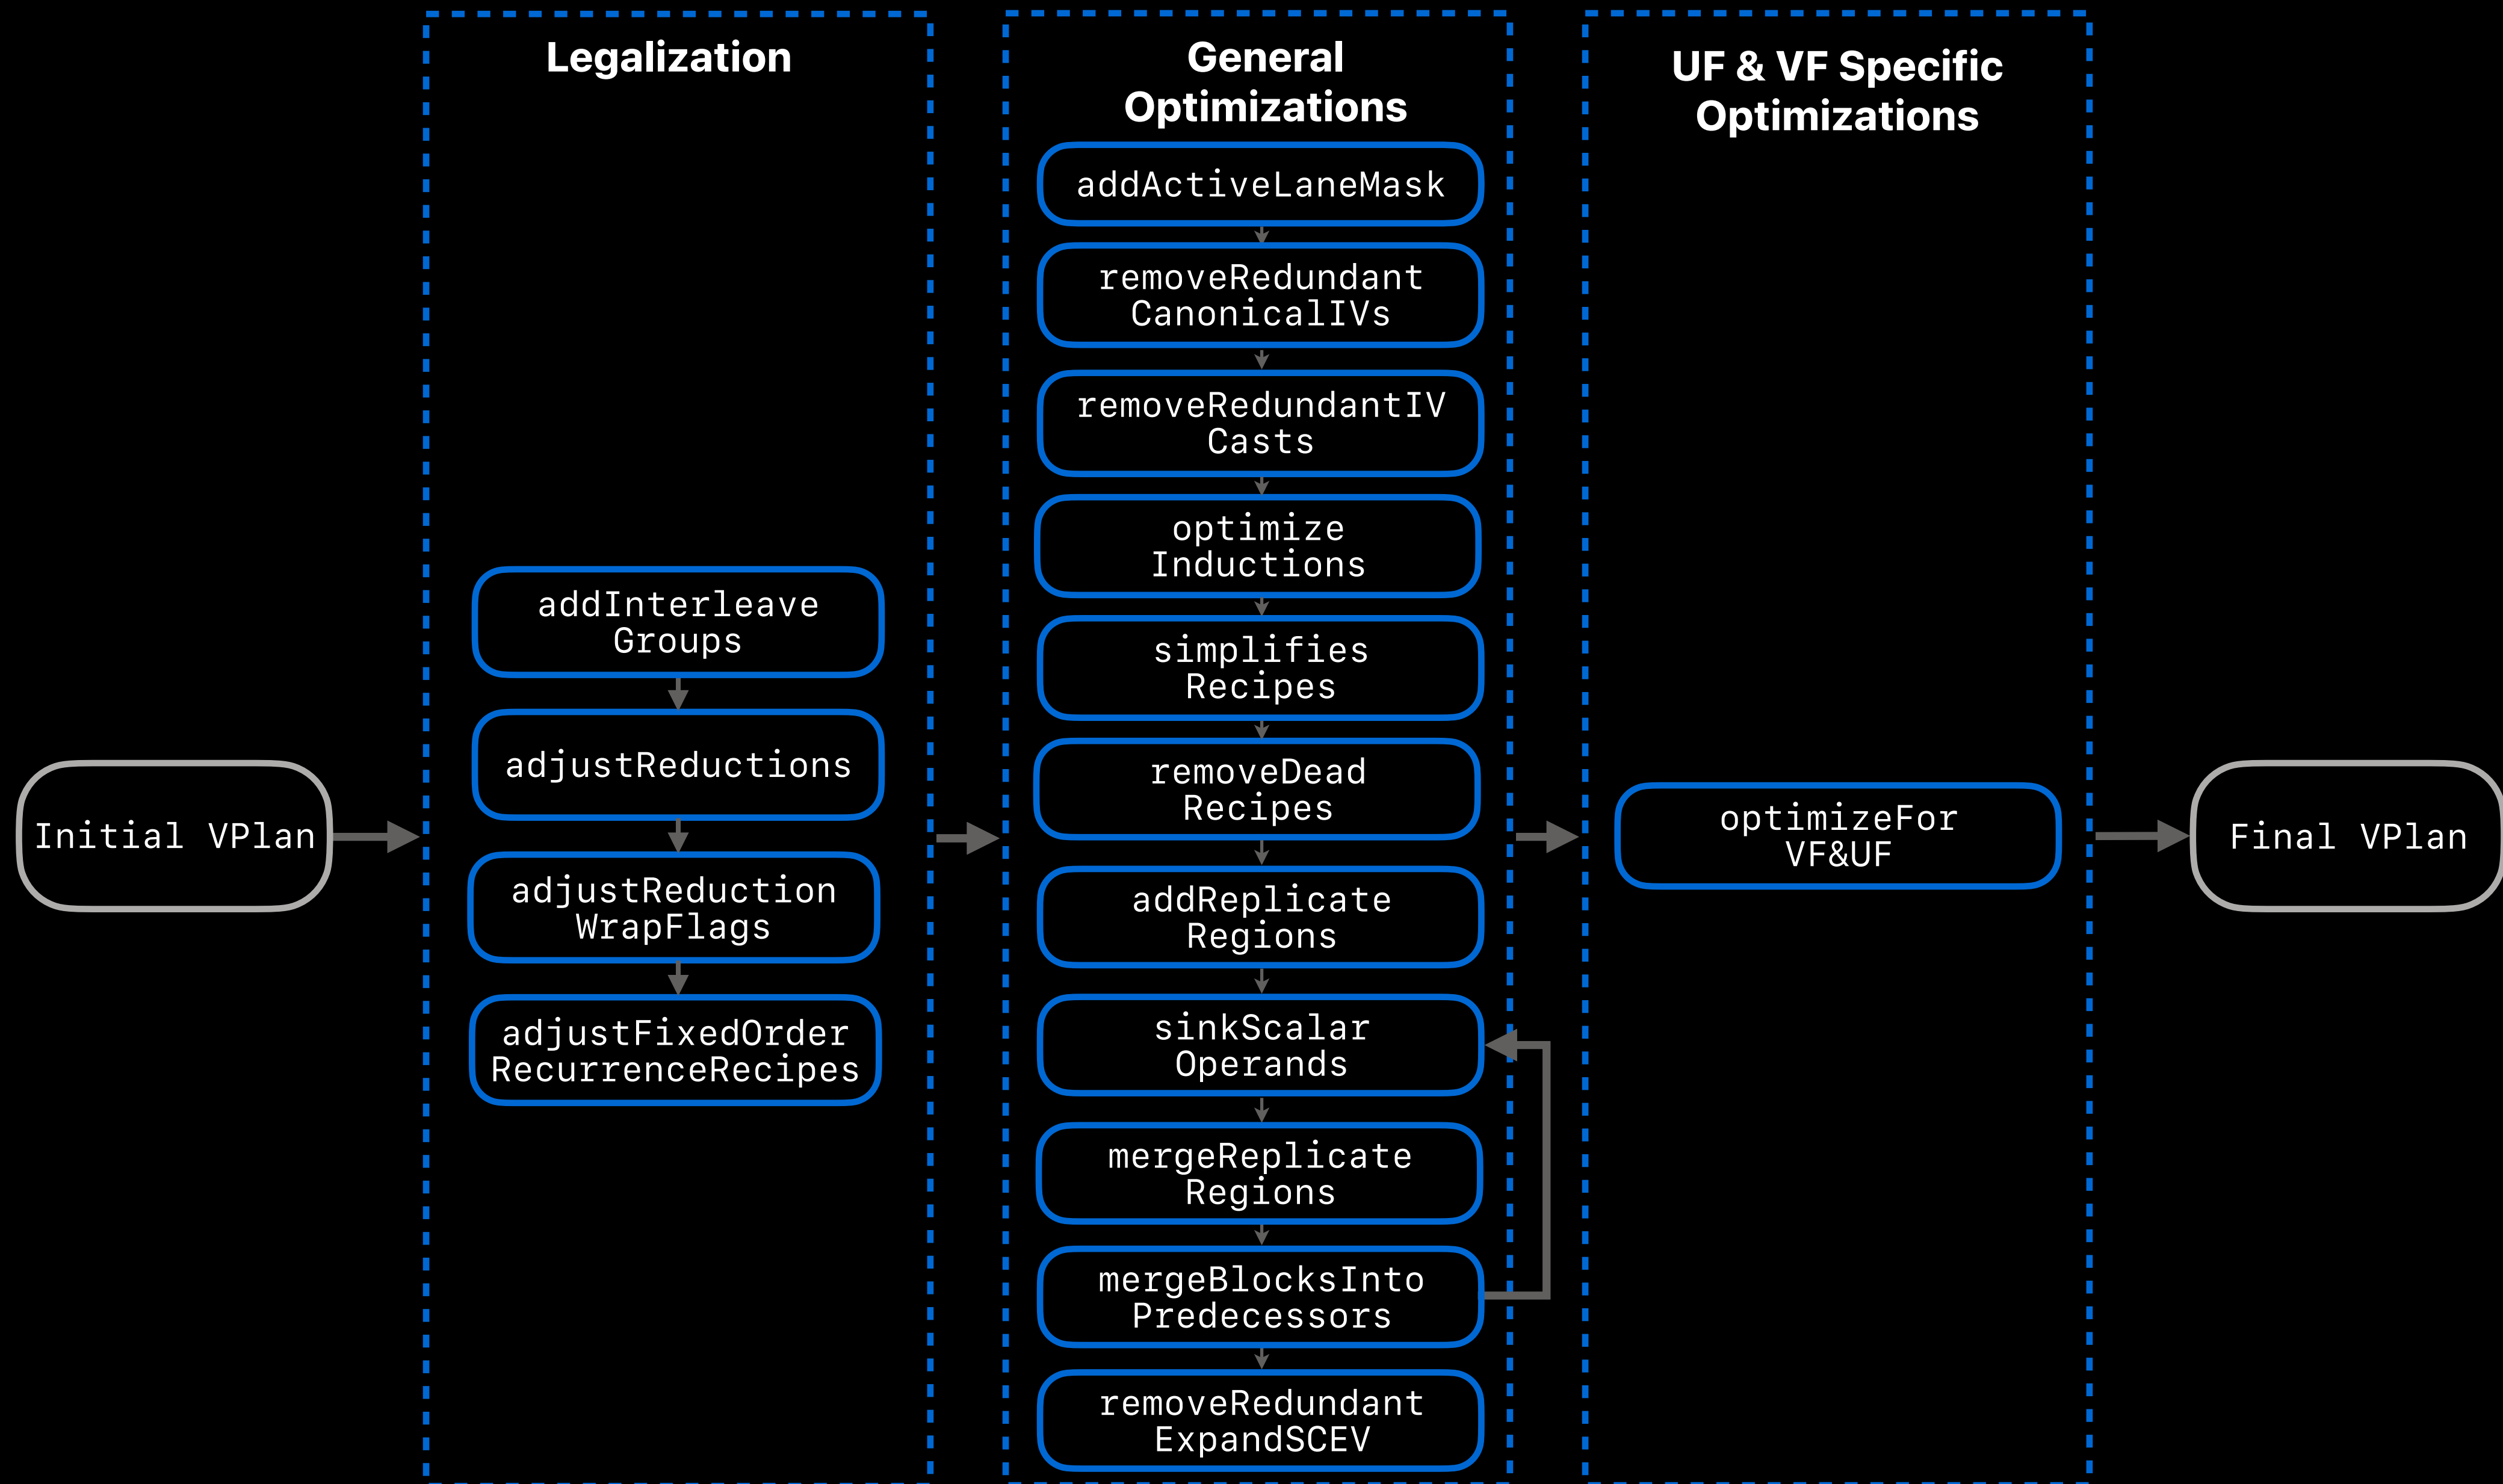 Initial VPlan
Legalization
addInterleave
Groups
adjustReductions
adjustReduction
WrapFlags
adjustFixedOrder
RecurrenceRecipes
General
Optimizations
addActiveLaneMask
removeRedundant
CanonicalIVs
removeRedundantIV
Casts
optimize
Inductions
simplifies
Recipes
removeDead
Recipes
addReplicate
Regions
sinkScalar
Operands
mergeReplicate
Regions
mergeBlocksInto
Predecessors
removeRedundant
ExpandSCEV
UF & VF Specific
Optimizations
optimizeFor
VF&UF
Final VPlan